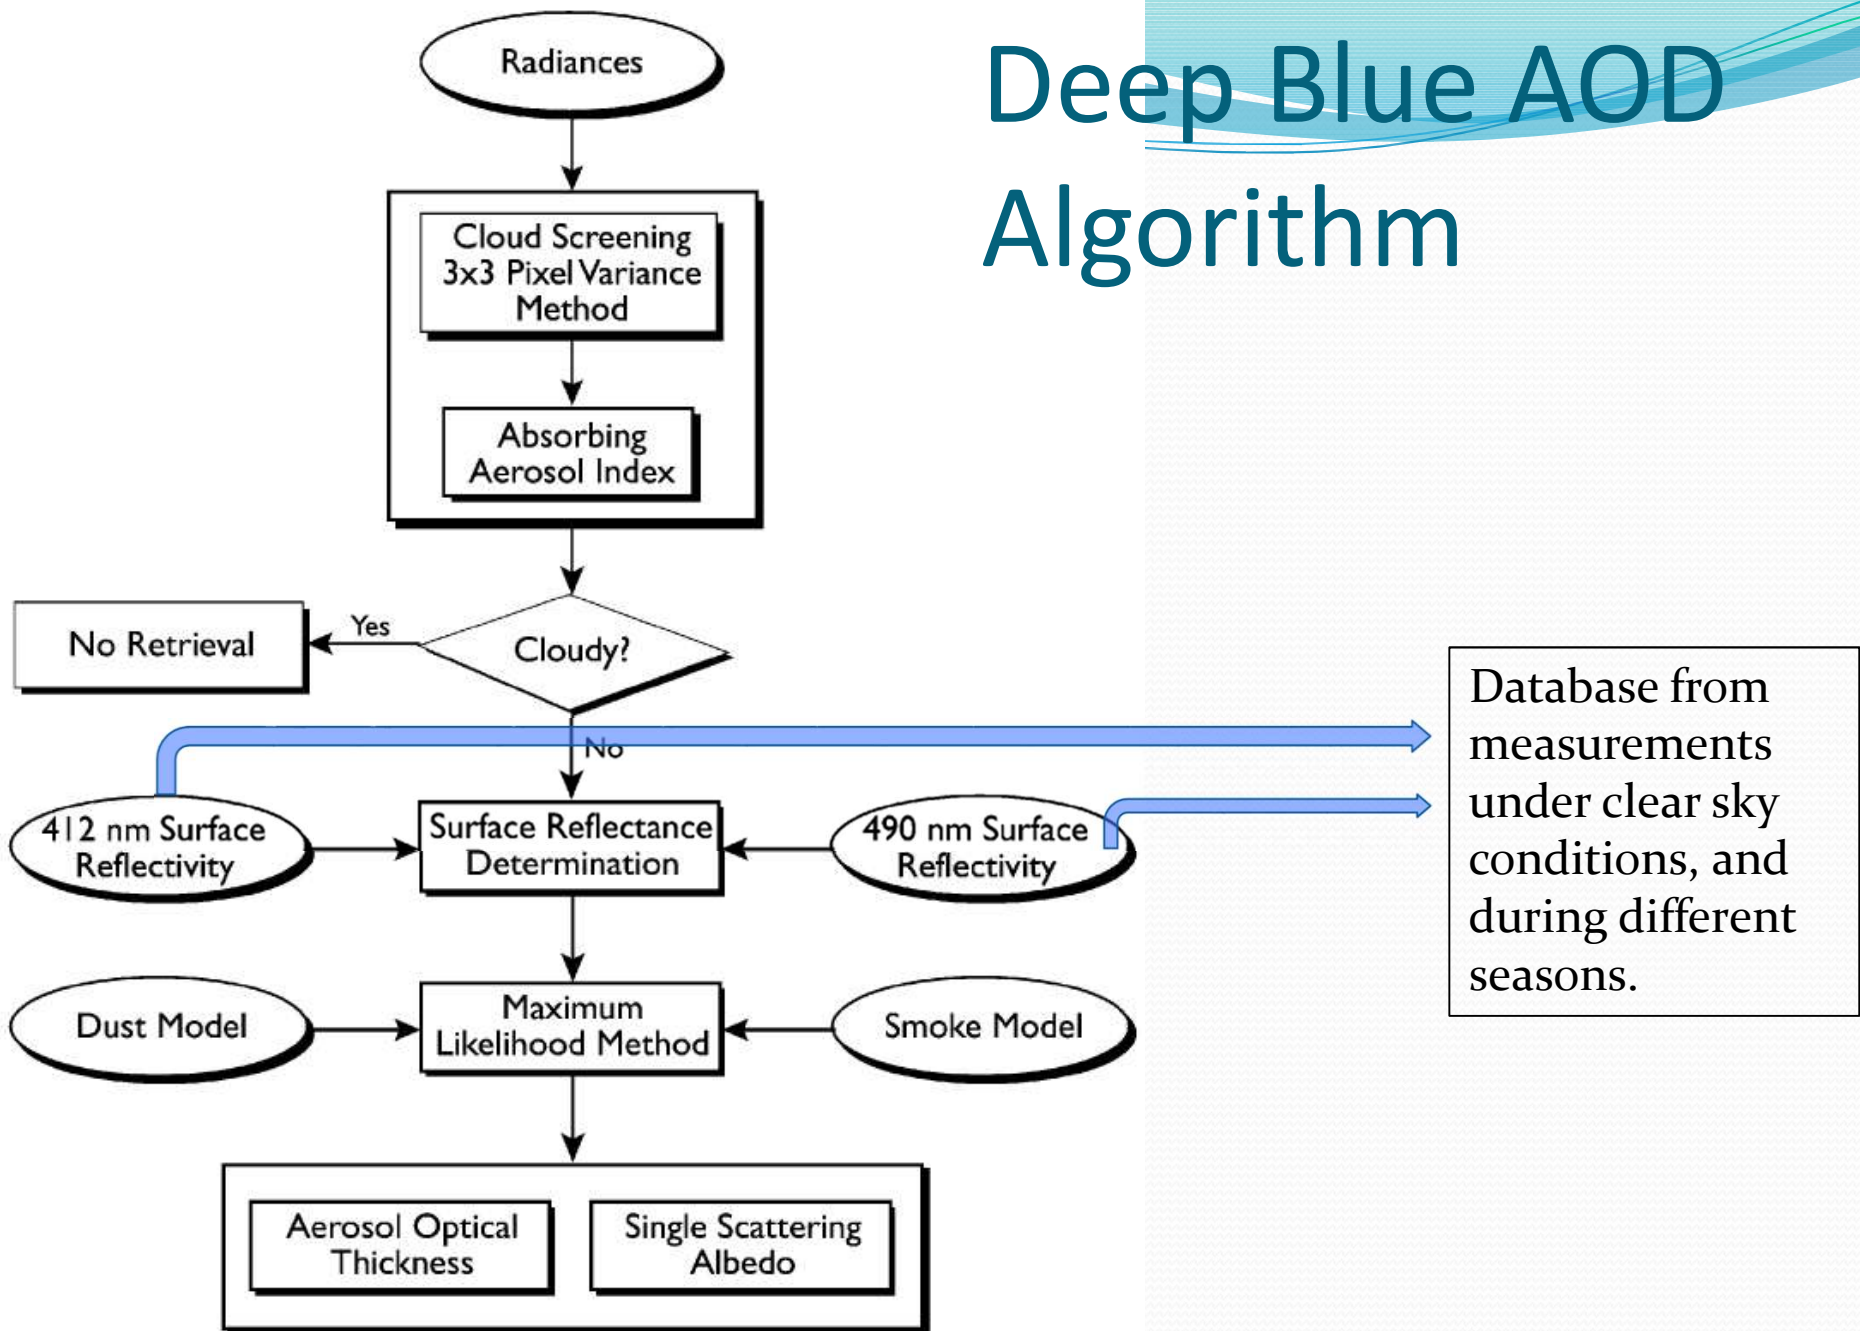 Deep Blue AOD
Algorithm
Radiances
Cloud Screening
3x3 Pixel Variance
Method
Absorbing
Aerosol Index
Cloudy?
Yes
No Retrieval
No
412 nm Surface
Reflectivity
Surface Reflectance
Determination
490 nm Surface
Reflectivity
Database from
measurements
under clear sky
conditions, and
during different
seasons.
Dust Model
Maximum
Likelihood Method
Smoke Model
Aerosol Optical
Thickness
Single Scattering
Albedo